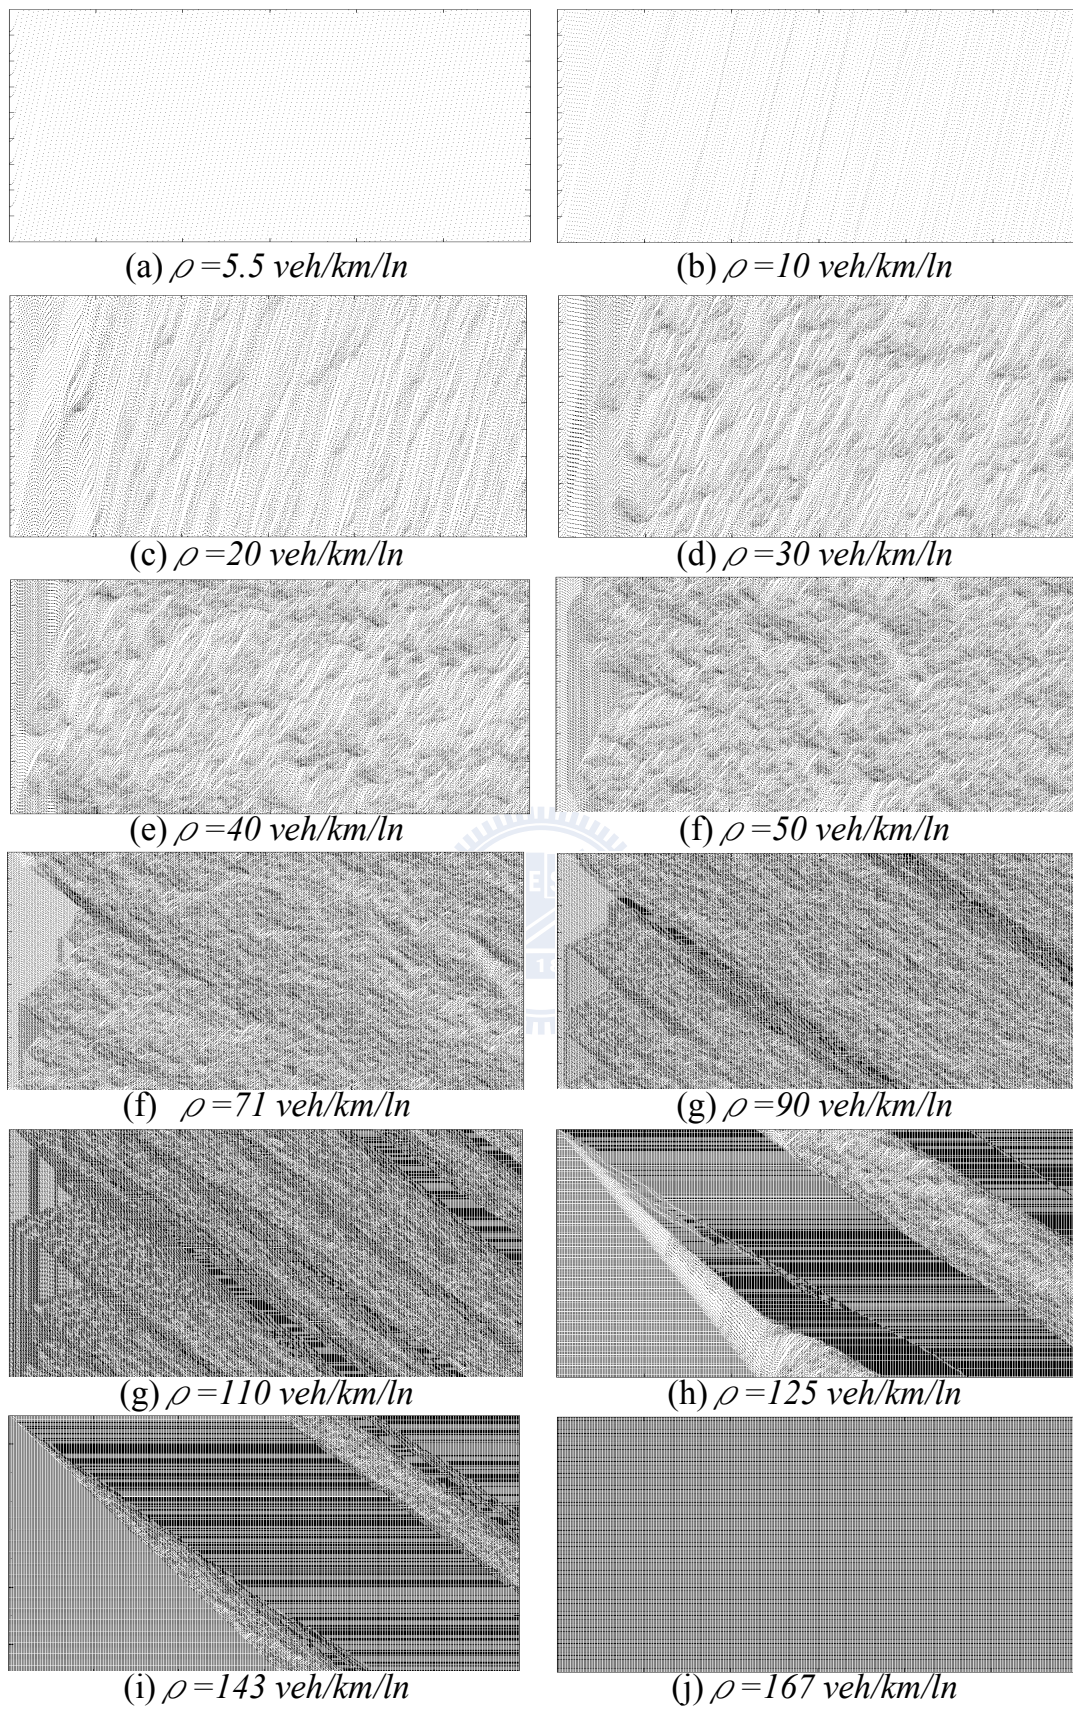 (a) ρ =5.5 veh/km/ln
(b) ρ =10 veh/km/ln
(c) ρ =20 veh/km/ln
(d) ρ =30 veh/km/ln
(e) ρ =40 veh/km/ln
(f) ρ =50 veh/km/ln
(f) ρ =71 veh/km/ln
(g) ρ =90 veh/km/ln
(g) ρ =110 veh/km/ln
(h) ρ =125 veh/km/ln
(i) ρ =143 veh/km/ln
(j) ρ =167 veh/km/ln